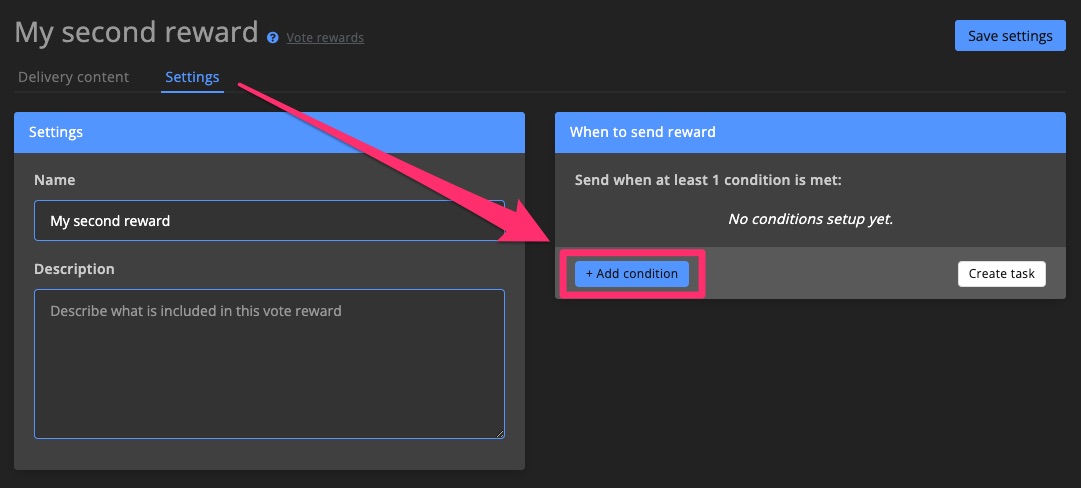 My second reward ? Vote rewards
Save settings
Delivery content
Settings
Settings
Name
My second reward
Description
Describe what is included in this vote reward
When to send reward
Send when at least 1 condition is met:
No conditions setup yet.
+ Add condition
Create task